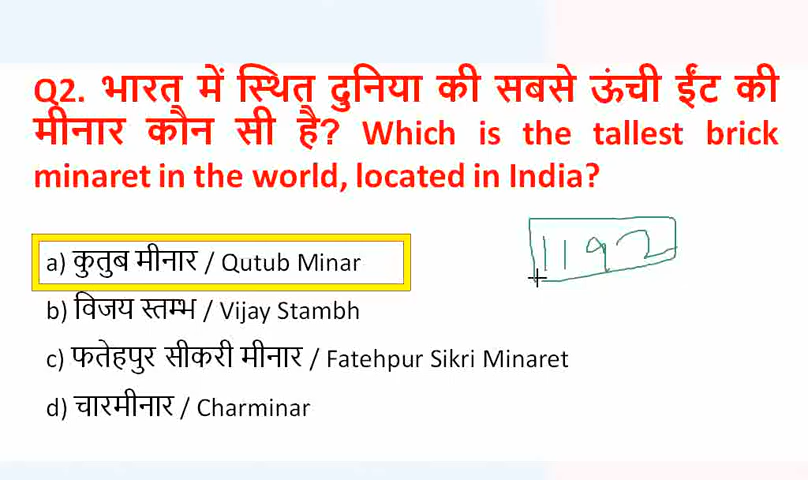 Q2. भारत में स्थित दुनिया की सबसे ऊंची ईंट की
मीनार कौन सी है? Which is the tallest brick
minaret in the world, located in India?
a) कुतुब मीनार / Qutub Minar
1192
b) विजय स्तम्भ / Vijay Stambh
c) फतेहपुर सीकरी मीनार / Fatehpur Sikri Minaret
d) चारमीनार / Charminar